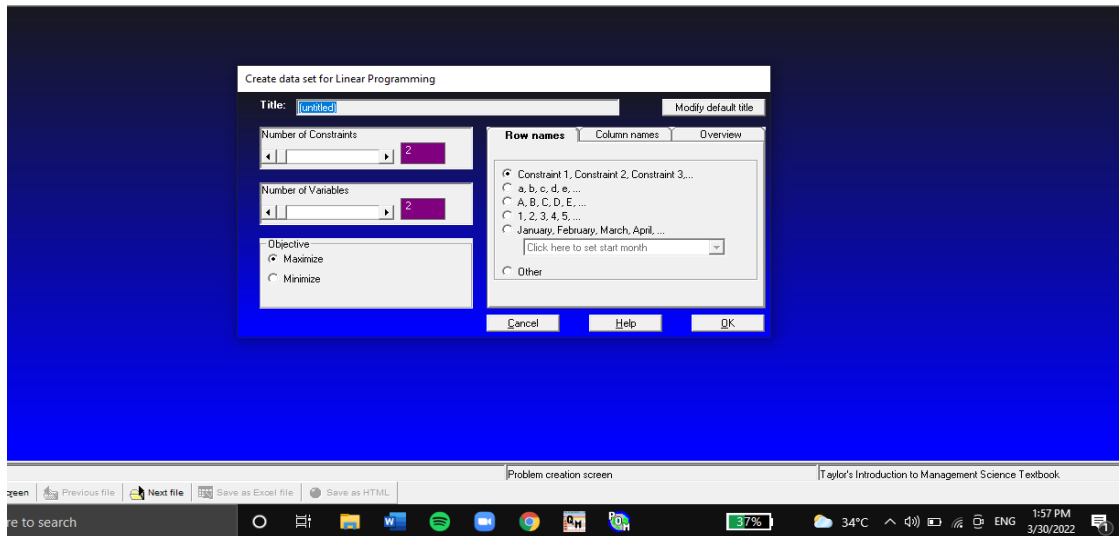 Create data set for Linear Programming
Title: (untitled)
Modify default title
Number of Constraints
2
Number of Variables
2
Objective
Maximize
Minimize
Row names Column names Overview
Constraint 1, Constraint 2, Constraint 3,...
a, b, c, d, e, ...
A, B, C, D, E, ...
1, 2, 3, 4, 5, ...
January, February, March, April, ...
Click here to set start month
Other
Cancel Help OK
Problem creation screen Taylor's Introduction to Management Science Textbook
Previous file Next file Save as Excel file Save as HTML
re to search 37% 34°C ENG 1:57 PM
3/30/2022
1